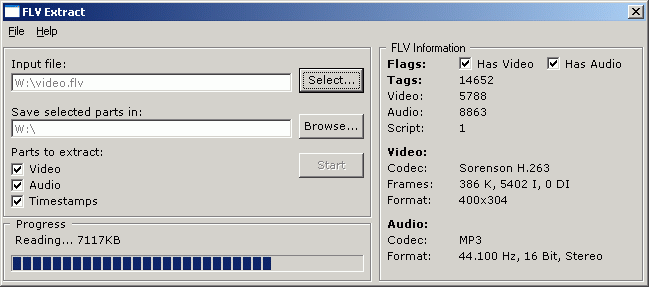 FLV Extract
File Help
Input file:
W:\video.flv
Select...
Save selected parts in:
W:\
Browse...
Parts to extract:
Video
Audio
Timestamps
Start
Progress
Reading... 7117KB
FLV Information
Flags: Has Video Has Audio
Tags: 14652
Video: 5788
Audio: 8863
Script: 1
Video:
Codec: Sorenson H.263
Frames: 386 K, 5402 I, 0 DI
Format: 400x304
Audio:
Codec: MP3
Format: 44.100 Hz, 16 Bit, Stereo